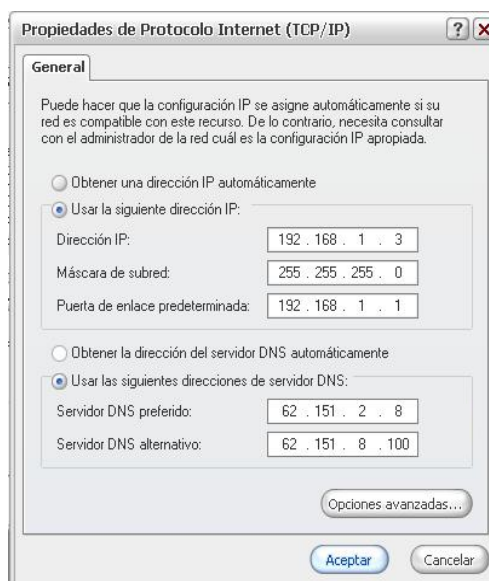 Propiedades de Protocolo Internet (TCP/IP)
General
Puede hacer que la configuración IP se asigne automáticamente si su
red es compatible con este recurso. De lo contrario, necesita consultar
con el administrador de la red cuál es la configuración IP apropiada.
Obtener una dirección IP automáticamente
Usar la siguiente dirección IP:
Dirección IP: 192 . 168 . 1 . 3
Máscara de subred: 255 . 255 . 255 . 0
Puerta de enlace predeterminada: 192 . 168 . 1 . 1
Obtener la dirección del servidor DNS automáticamente
Usar las siguientes direcciones de servidor DNS:
Servidor DNS preferido: 62 . 151 . 2 . 8
Servidor DNS alternativo: 62 . 151 . 8 . 100
Opciones avanzadas...
Aceptar Cancelar